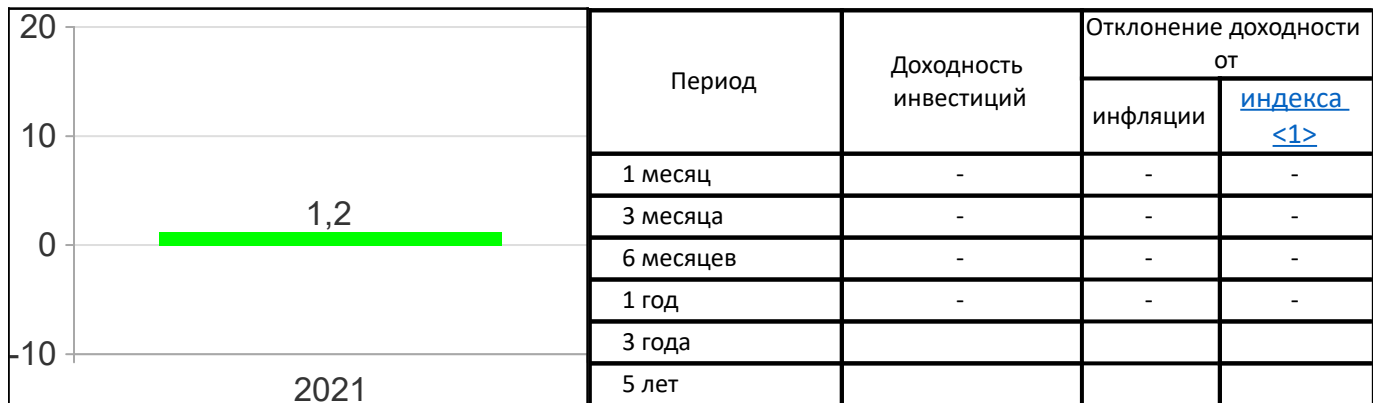 20
10
1,2
0
-10
2021
Период
Доходность
инвестиций
Отклонение доходности
от
инфляции
индекса
<1>
1 месяц - - -
3 месяца - - -
6 месяцев - - -
1 год - - -
3 года
5 лет